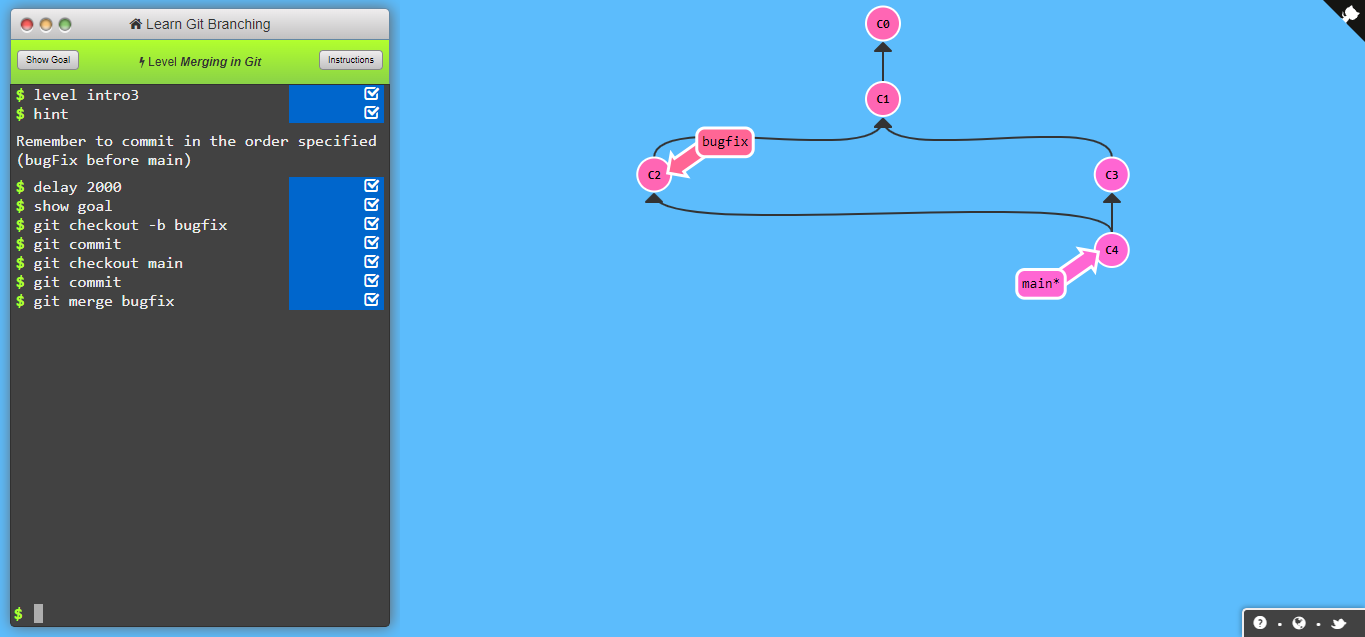 Learn Git Branching
Show Goal
Level Merging in Git
Instructions
$ level intro3
$ hint
Remember to commit in the order specified
(bugFix before main)
$ delay 2000
$ show goal
$ git checkout -b bugfix
$ git commit
$ git checkout main
$ git commit
$ git merge bugfix
$
C0
C1
bugfix
C2
C3
C4
main*
?